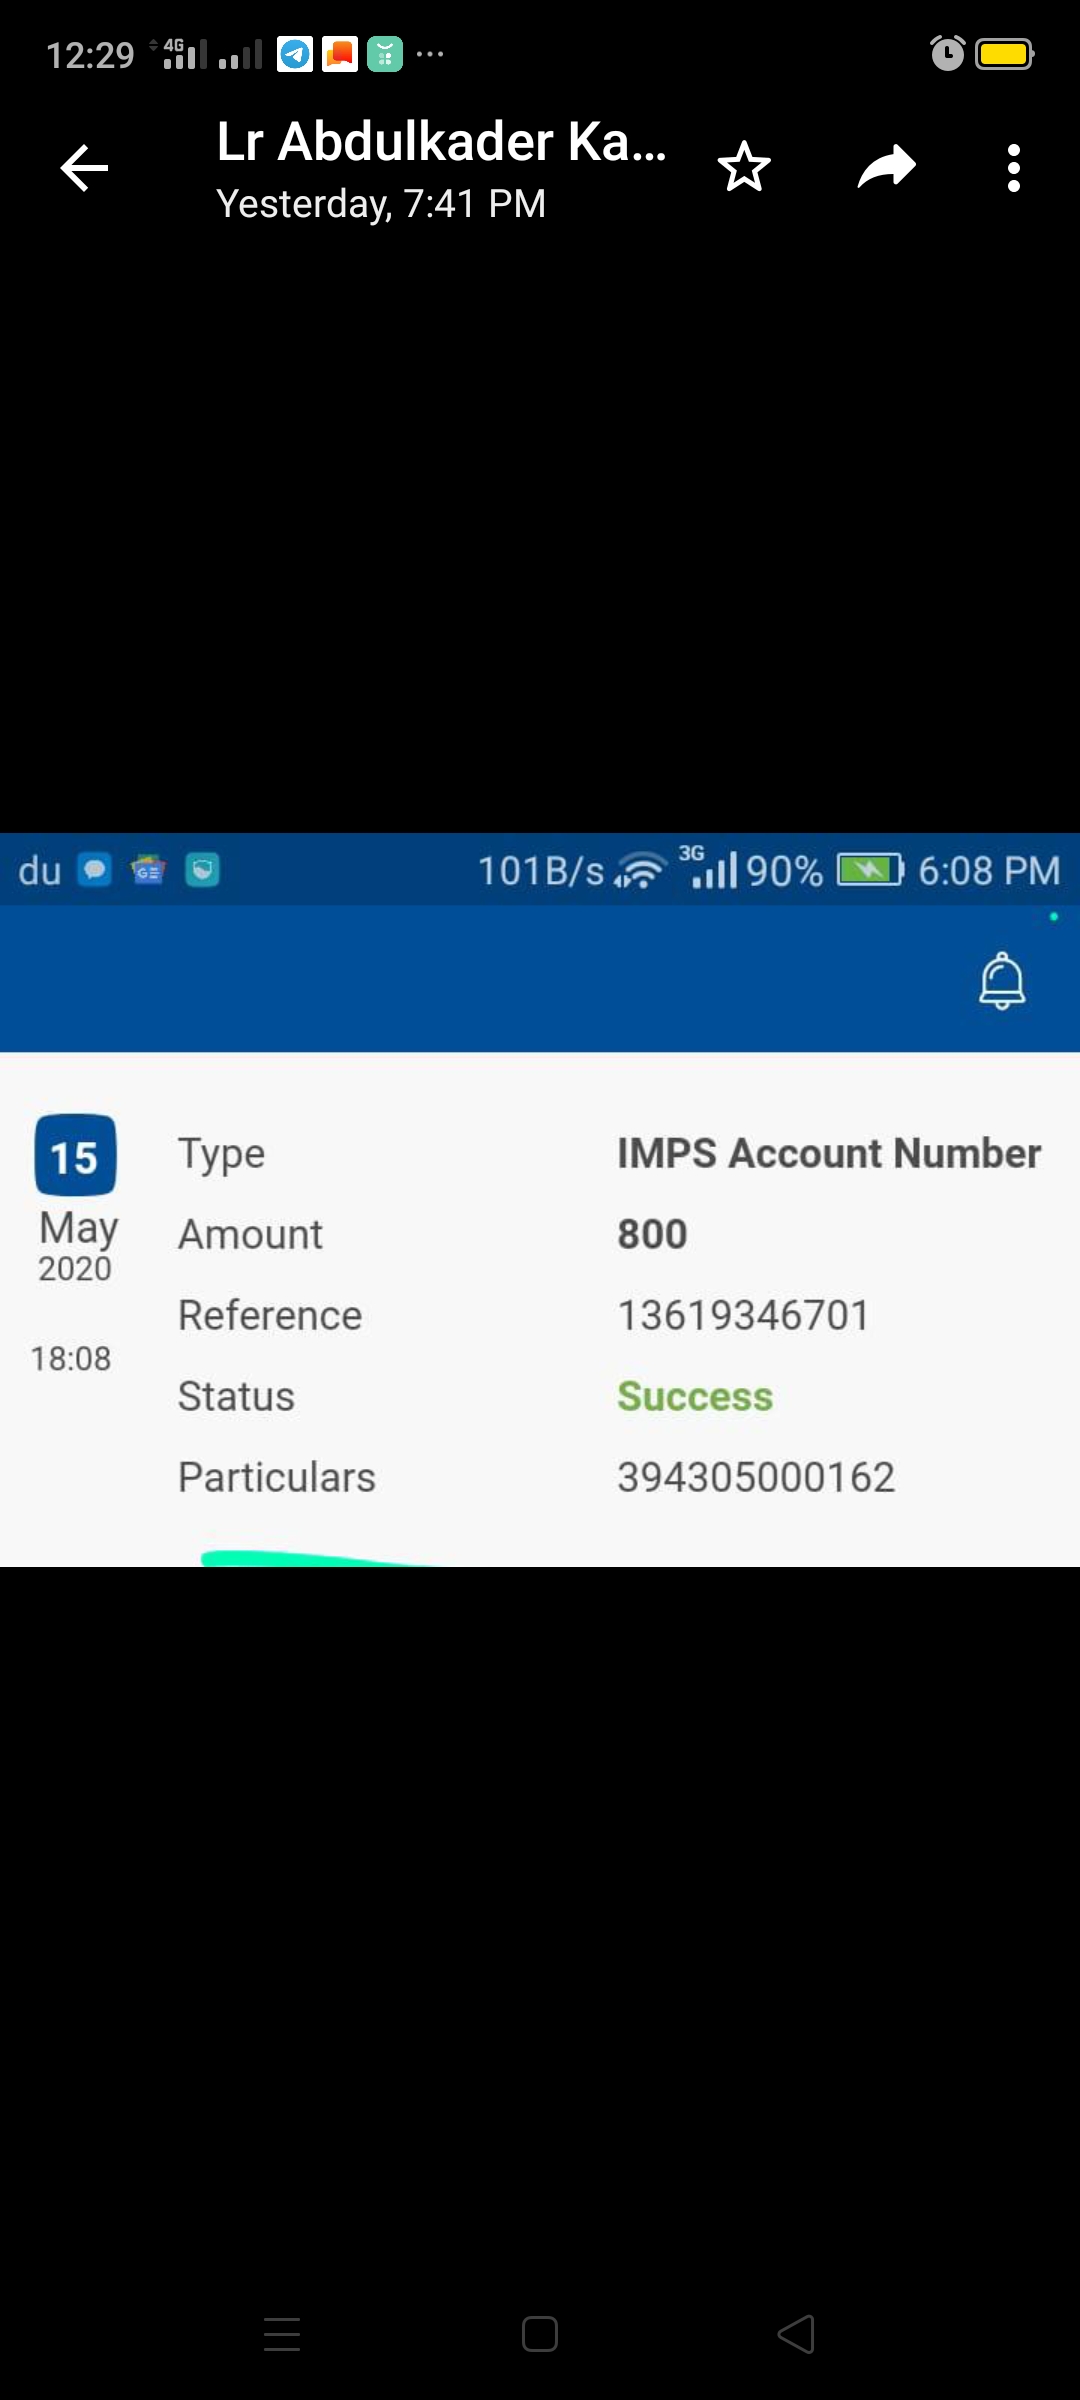 12:29 4G
Lr Abdulkader Ka...
Yesterday, 7:41 PM
du GE 101B/s 3G 90% 6:08 PM
15 Type IMPS Account Number
May Amount 800
2020
Reference 13619346701
18:08
Status Success
Particulars 394305000162